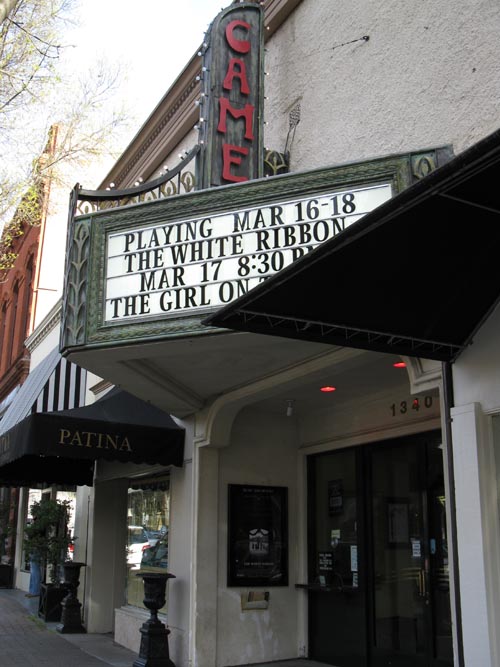 CAME
PLAYING MAR 16-18
THE WHITE RIBBON
MAR 17 8:30
THE GIRL ON
PATINA
1340